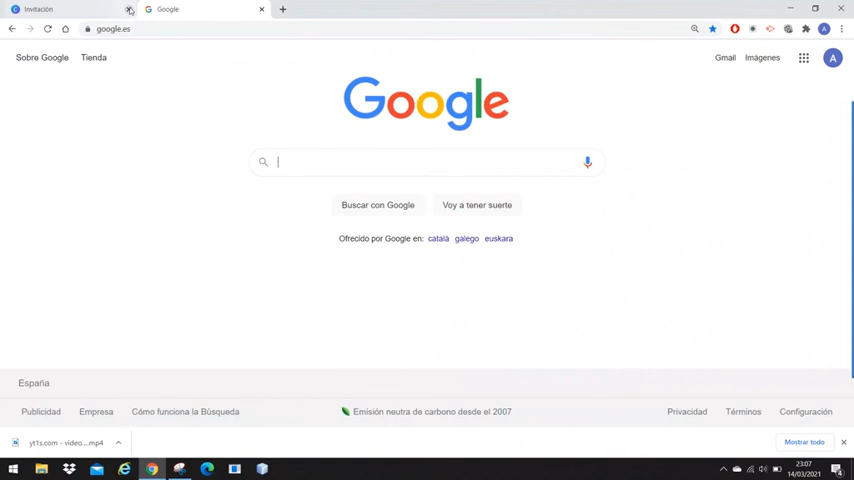 Invitación
Google
google.es
Sobre Google Tienda
Gmail Imágenes
A
Google
Buscar con Google Voy a tener suerte
Ofrecido por Google en: català galego euskara
España
Publicidad Empresa Cómo funciona la Búsqueda Emisión neutra de carbono desde el 2007 Privacidad Términos Configuración
yt1s.com - video....mp4 Mostrar todo
23:07
14/03/2021
4